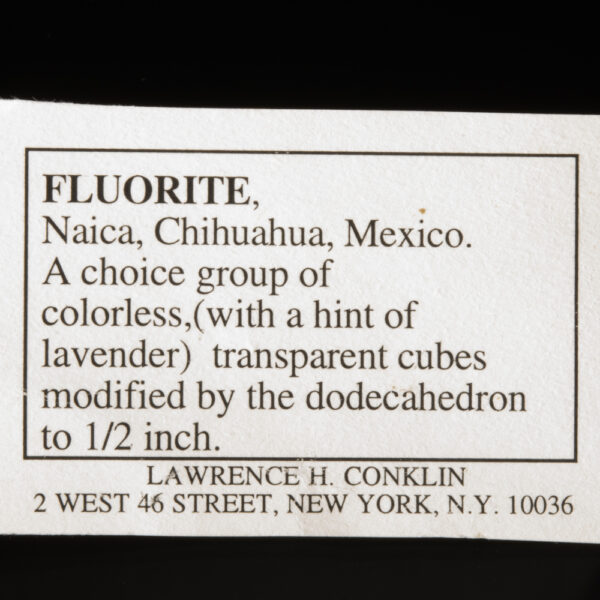 FLUORITE,
Naica, Chihuahua, Mexico.
A choice group of
colorless,(with a hint of
lavender)  transparent cubes
modified by the dodecahedron
to 1/2 inch.
LAWRENCE H. CONKLIN
2 WEST 46 STREET, NEW YORK, N.Y. 10036